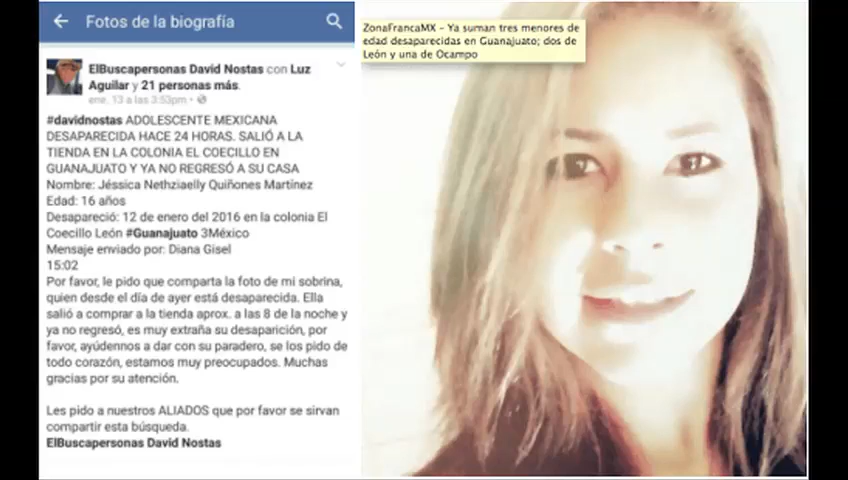 Fotos de la biografía
ElBuscapersonas David Nostas con Luz
Aguilar y 21 personas más.
ene. 13 a las 3:53pm •
#davidnostas ADOLESCENTE MEXICANA
DESAPARECIDA HACE 24 HORAS. SALIÓ A LA
TIENDA EN LA COLONIA EL COECILLO EN
GUANAJUATO Y YA NO REGRESÓ A SU CASA
Nombre: Jéssica Nethziaelly Quiñones Martínez
Edad: 16 años
Desapareció: 12 de enero del 2016 en la colonia El
Coecillo León #Guanajuato 3México
Mensaje enviado por: Diana Gisel
15:02
Por favor, le pido que comparta la foto de mi sobrina,
quien desde el día de ayer está desaparecida. Ella
salió a comprar a la tienda aprox. a las 8 de la noche y
ya no regresó, es muy extraña su desaparición, por
favor, ayúdennos a dar con su paradero, se los pido de
todo corazón, estamos muy preocupados. Muchas
gracias por su atención.
Les pido a nuestros ALIADOS que por favor se sirvan
compartir esta búsqueda.
ElBuscapersonas David Nostas
ZonaFrancaMX - Ya suman tres menores de
edad desaparecidas en Guanajuato; dos de
León y una de Ocampo